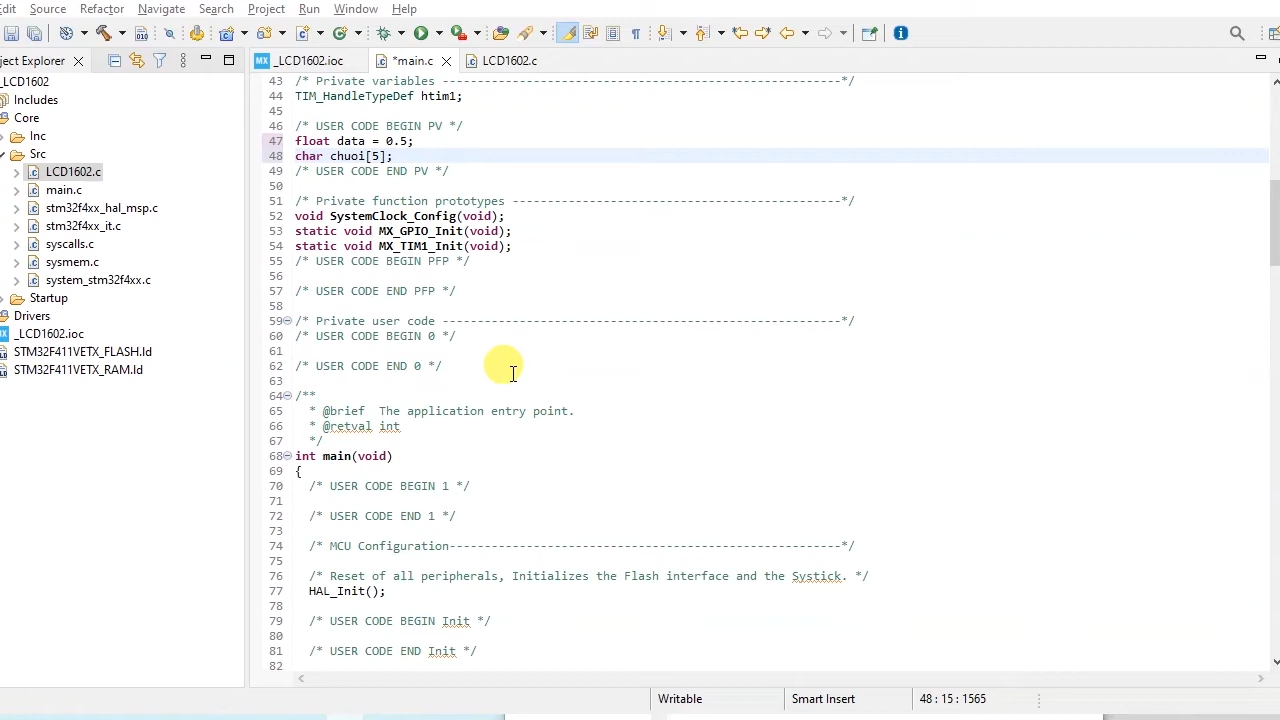 Edit Source Refactor Navigate Search Project Run Window Help
ject Explorer
_LCD1602
Includes
Core
Inc
Src
LCD1602.c
main.c
stm32f4xx_hal_msp.c
stm32f4xx_it.c
syscalls.c
sysmem.c
system_stm32f4xx.c
Startup
Drivers
_LCD1602.ioc
STM32F411VETX_FLASH.ld
STM32F411VETX_RAM.ld
MX _LCD1602.ioc *main.c LCD1602.c
43 /* Private variables ---------------------------------------------------------*/
44 TIM_HandleTypeDef htim1;
45
46 /* USER CODE BEGIN PV */
47 float data = 0.5;
48 char chuoi[5];
49 /* USER CODE END PV */
50
51 /* Private function prototypes -----------------------------------------------*/
52 void SystemClock_Config(void);
53 static void MX_GPIO_Init(void);
54 static void MX_TIM1_Init(void);
55 /* USER CODE BEGIN PFP */
56
57 /* USER CODE END PFP */
58
59 /* Private user code ---------------------------------------------------------*/
60 /* USER CODE BEGIN 0 */
61
62 /* USER CODE END 0 */
63
64 /**
65 * @brief  The application entry point.
66 * @retval int
67 */
68 int main(void)
69 {
70 /* USER CODE BEGIN 1 */
71
72 /* USER CODE END 1 */
73
74 /* MCU Configuration--------------------------------------------------------*/
75
76 /* Reset of all peripherals, Initializes the Flash interface and the Systick. */
77 HAL_Init();
78
79 /* USER CODE BEGIN Init */
80
81 /* USER CODE END Init */
82
Writable Smart Insert 48 : 15 : 1565